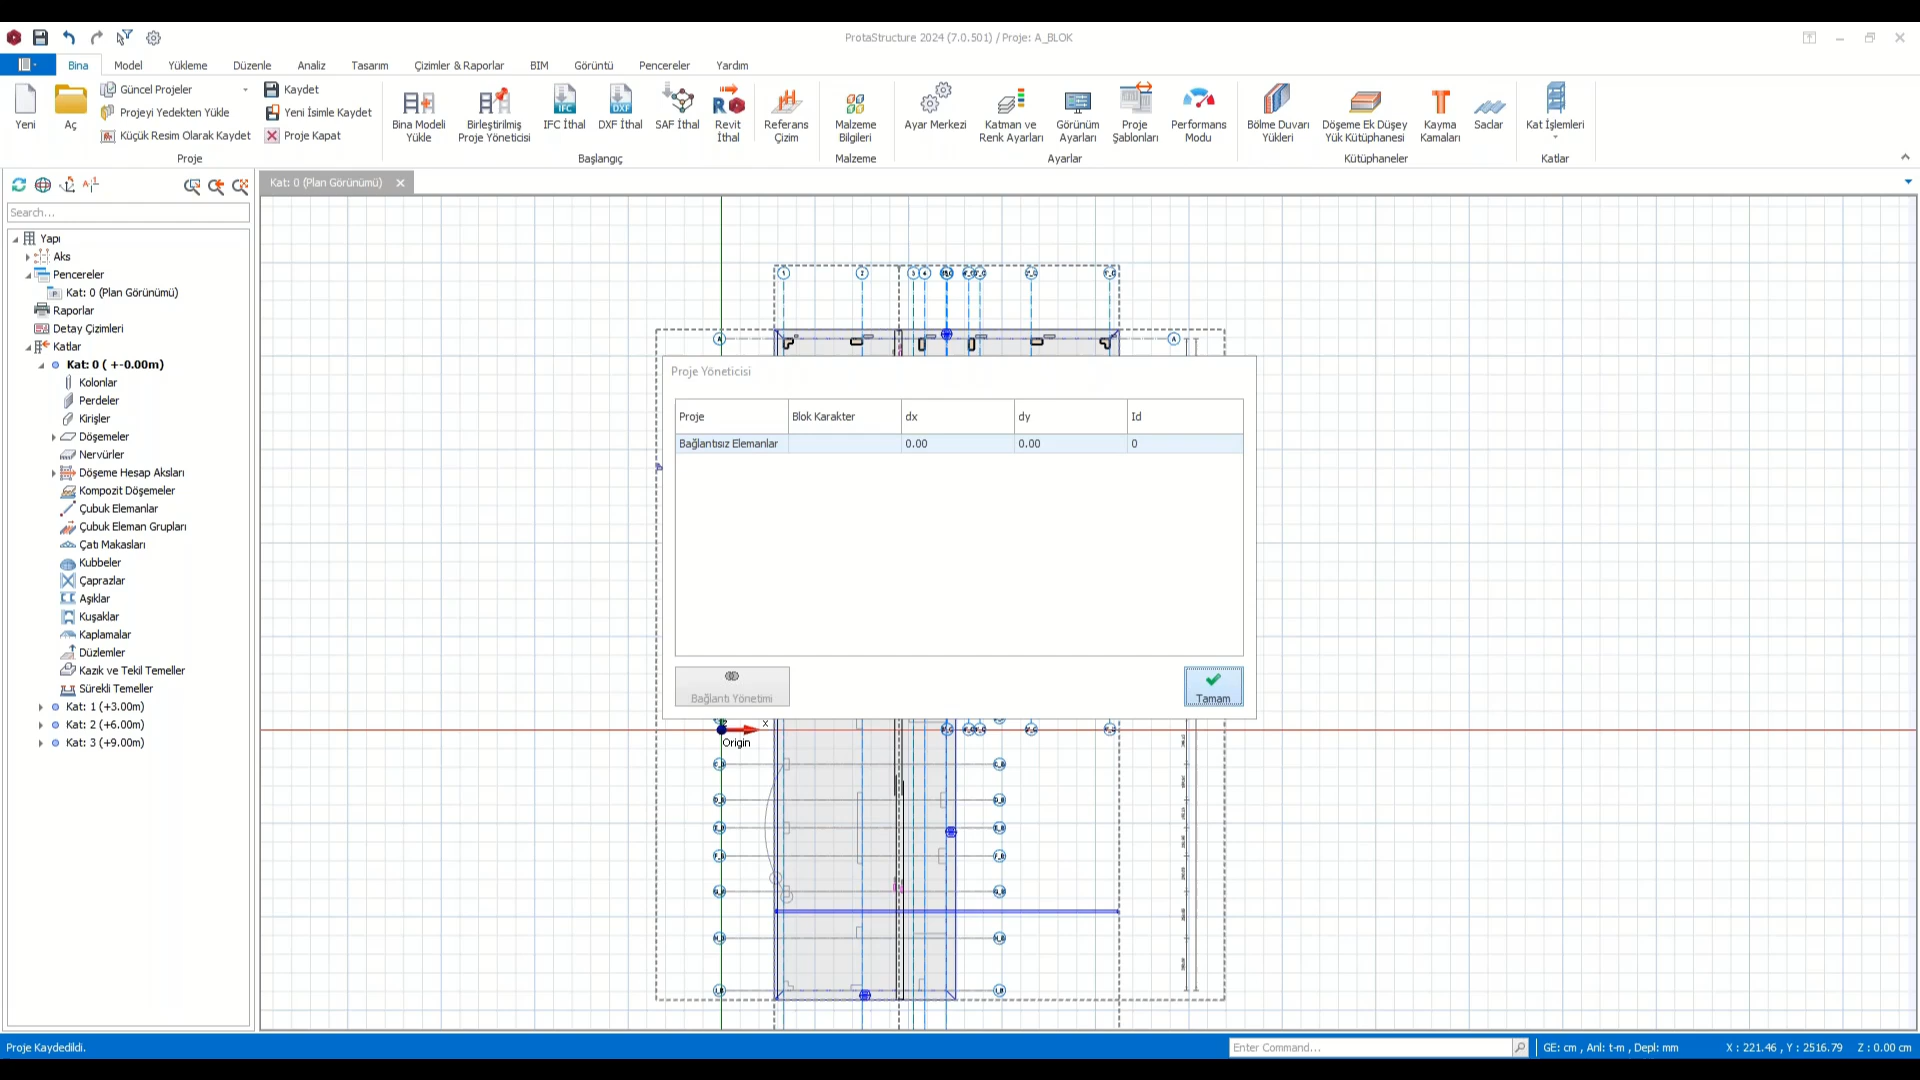 ProtaStructure 2024 (7.0.501) / Proje: A_BLOK
Bina Model Yükleme Düzenle Analiz Tasarım Çizimler & Raporlar BIM Görüntü Pencereler Yardım
Yeni
Aç
Güncel Projeler
Projeyi Yedekten Yükle
Küçük Resim Olarak Kaydet
Kaydet
Yeni İsimle Kaydet
Proje Kapat
Proje
Bina Modeli
Yükle
Birleştirilmiş
Proje Yöneticisi
IFC
IFC İthal
DXF
DXF İthal
SAF İthal
Revit
İthal
Başlangıç
Referans
Çizim
Malzeme
Bilgileri
Malzeme
Ayar Merkezi
Katman ve
Renk Ayarları
Görünüm
Ayarları
Proje
Şablonları
Performans
Modu
Ayarlar
Bölme Duvarı
Yükleri
Döşeme Ek Düşey
Yük Kütüphanesi
Kayma
Kamaları
Saclar
Kütüphaneler
Kat İşlemleri
Katlar
Kat: 0 (Plan Görünümü)
Search...
Yapı
Aks
Pencereler
Kat: 0 (Plan Görünümü)
Raporlar
Detay Çizimleri
Katlar
Kat: 0 ( +-0.00m)
Kolonlar
Perdeler
Kirişler
Döşemeler
Nervürler
Döşeme Hesap Aksları
Kompozit Döşemeler
Çubuk Elemanlar
Çubuk Eleman Grupları
Çatı Makasları
Kubbeler
Çaprazlar
Aşıklar
Kuşaklar
Kaplamalar
Düzlemler
Kazık ve Tekil Temeller
Sürekli Temeller
Kat: 1 (+3.00m)
Kat: 2 (+6.00m)
Kat: 3 (+9.00m)
1 2 3 4
A A
Proje Yöneticisi
Proje Blok Karakter dx dy Id
Bağlantısız Elemanlar 0.00 0.00 0
Bağlantı Yönetimi
Tamam
X
Origin
Proje Kaydedildi.
Enter Command...
GE: cm , Anl: t-m , Depl: mm
X : 221.46 , Y : 2516.79 Z : 0.00 cm